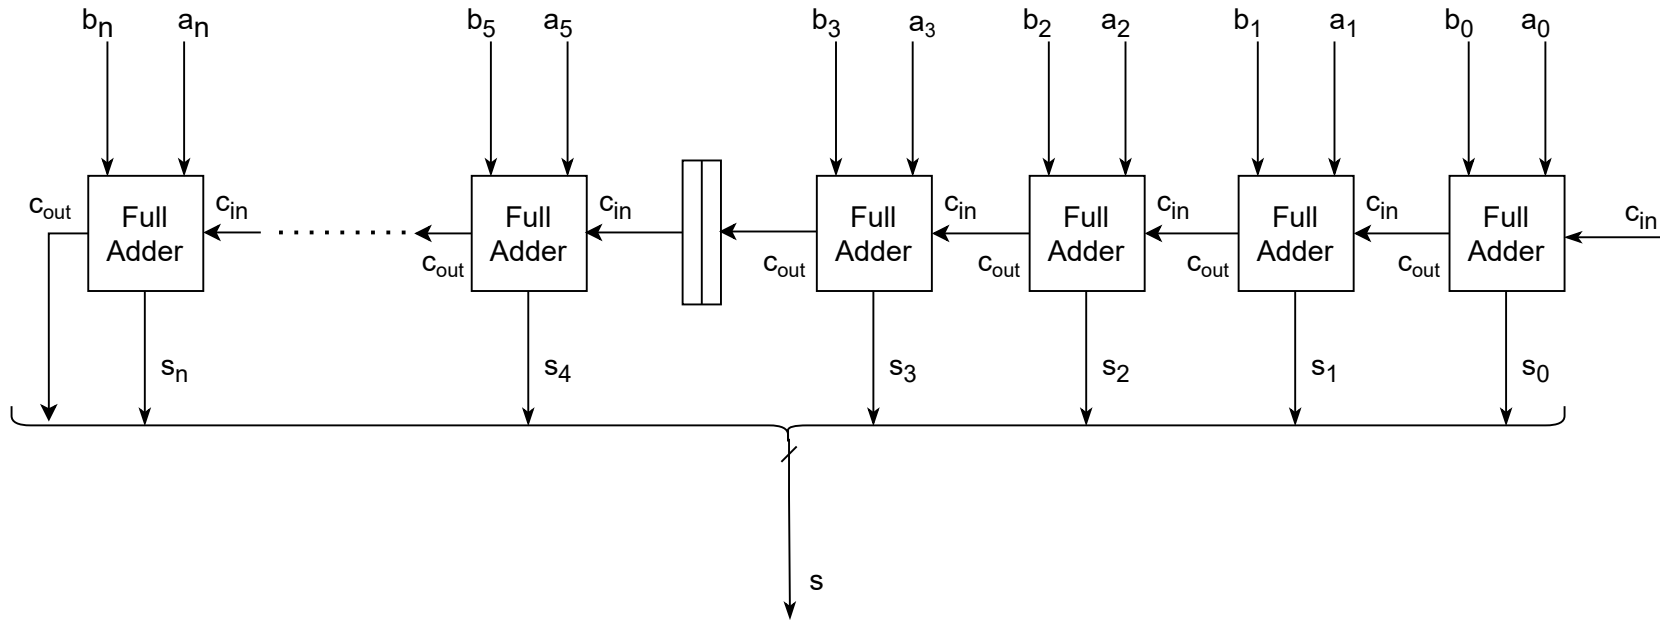 bn an b5 a5 b3 a3 b2 a2 b1 a1 b0 a0
cout Full Adder cin
cout Full Adder cin
cout Full Adder cin
cout Full Adder cin
cout Full Adder cin
cout Full Adder cin
sn s4 s3 s2 s1 s0
s